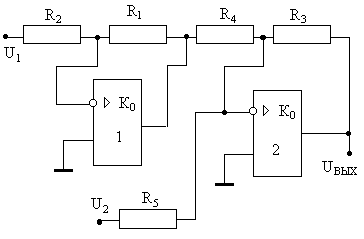 R₂ R₁ R₄ R₃
U₁
▷ K₀
1
▷ K₀
2
U₂ R₅
Uвых